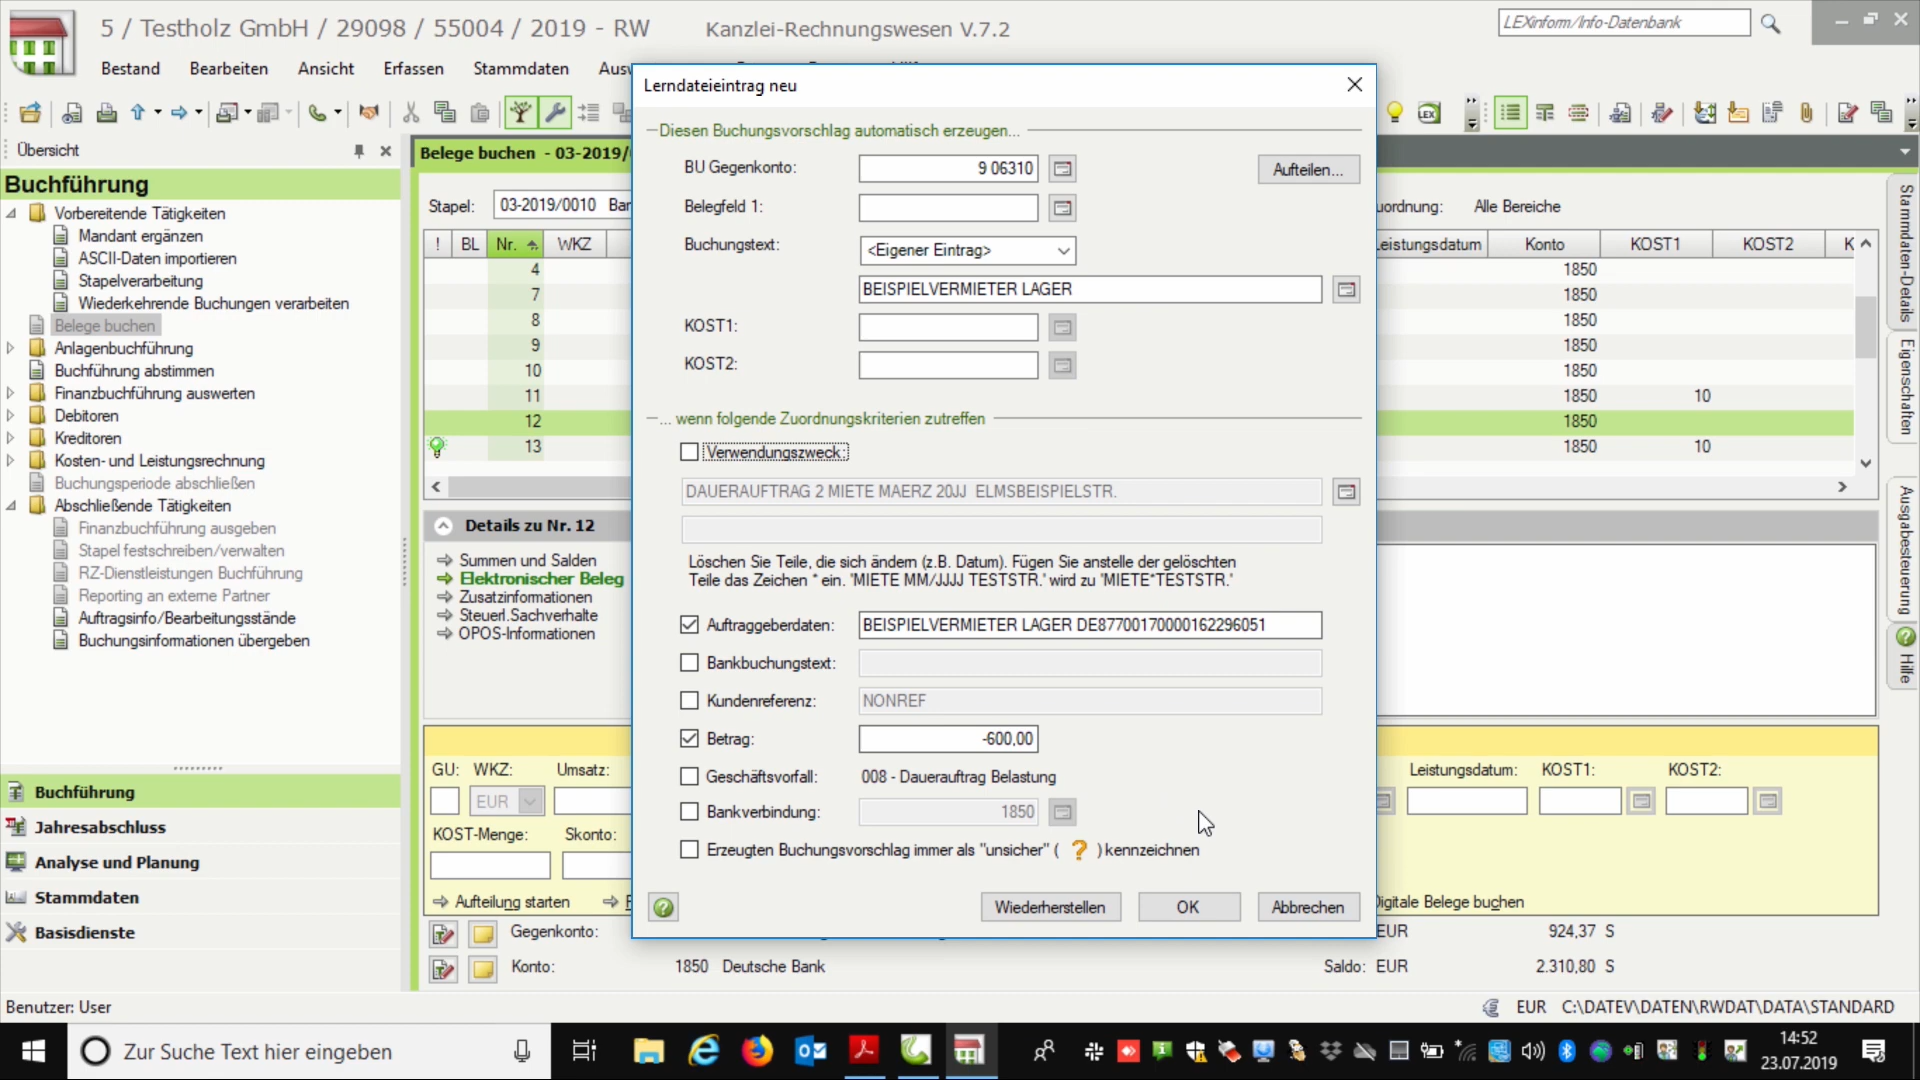 5 / Testholz GmbH / 29098 / 55004 / 2019 - RW
Kanzlei-Rechnungswesen V.7.2
LEXinform/Info-Datenbank
Bestand Bearbeiten Ansicht Erfassen Stammdaten
LEX
Übersicht
Buchführung
Vorbereitende Tätigkeiten
Mandant ergänzen
ASCII-Daten importieren
Stapelverarbeitung
Wiederkehrende Buchungen verarbeiten
Belege buchen
Anlagenbuchführung
Buchführung abstimmen
Finanzbuchführung auswerten
Debitoren
Kreditoren
Kosten- und Leistungsrechnung
Buchungsperiode abschließen
Abschließende Tätigkeiten
Finanzbuchführung ausgeben
Stapel festschreiben/verwalten
RZ-Dienstleistungen Buchführung
Reporting an externe Partner
Auftragsinfo/Bearbeitungsstände
Buchungsinformationen übergeben
Buchführung
Jahresabschluss
Analyse und Planung
Stammdaten
Basisdienste
Belege buchen - 03-2019/
Stapel: 03-2019/0010
Alle Bereiche
! BL Nr. WKZ
Leistungsdatum Konto KOST1 KOST2 K
4 1850
7 1850
8 1850
9 1850
10 1850
11 1850 10
12 1850
13 1850 10
Details zu Nr. 12
Summen und Salden
Elektronischer Beleg
Zusatzinformationen
Steuerl.Sachverhalte
OPOS-Informationen
GU: WKZ: Umsatz:
EUR
KOST-Menge: Skonto:
Aufteilung starten
Leistungsdatum: KOST1: KOST2:
Digitale Belege buchen
Gegenkonto:
EUR 924,37 S
Konto: 1850 Deutsche Bank
Saldo: EUR 2.310,80 S
Lerndateieintrag neu
Diesen Buchungsvorschlag automatisch erzeugen...
BU Gegenkonto: 9 06310
Aufteilen...
Belegfeld 1:
Buchungstext: <Eigener Eintrag>
BEISPIELVERMIETER LAGER
KOST1:
KOST2:
... wenn folgende Zuordnungskriterien zutreffen
Verwendungszweck:
DAUERAUFTRAG 2 MIETE MAERZ 20JJ ELMSBEISPIELSTR.
Löschen Sie Teile, die sich ändern (z.B. Datum). Fügen Sie anstelle der gelöschten
Teile das Zeichen * ein. 'MIETE MM/JJJJ TESTSTR.' wird zu 'MIETE*TESTSTR.'
Auftraggeberdaten: BEISPIELVERMIETER LAGER DE87700170000162296051
Bankbuchungstext:
Kundenreferenz: NONREF
Betrag: -600,00
Geschäftsvorfall: 008 - Dauerauftrag Belastung
Bankverbindung: 1850
Erzeugten Buchungsvorschlag immer als "unsicher" ( ? ) kennzeichnen
Wiederherstellen OK Abbrechen
Stammdaten-Details
Eigenschaften
Ausgabesteuerung
Hilfe
Benutzer: User
EUR C:\DATEV\DATEN\RWDAT\DATA\STANDARD
Zur Suche Text hier eingeben
14:52
23.07.2019